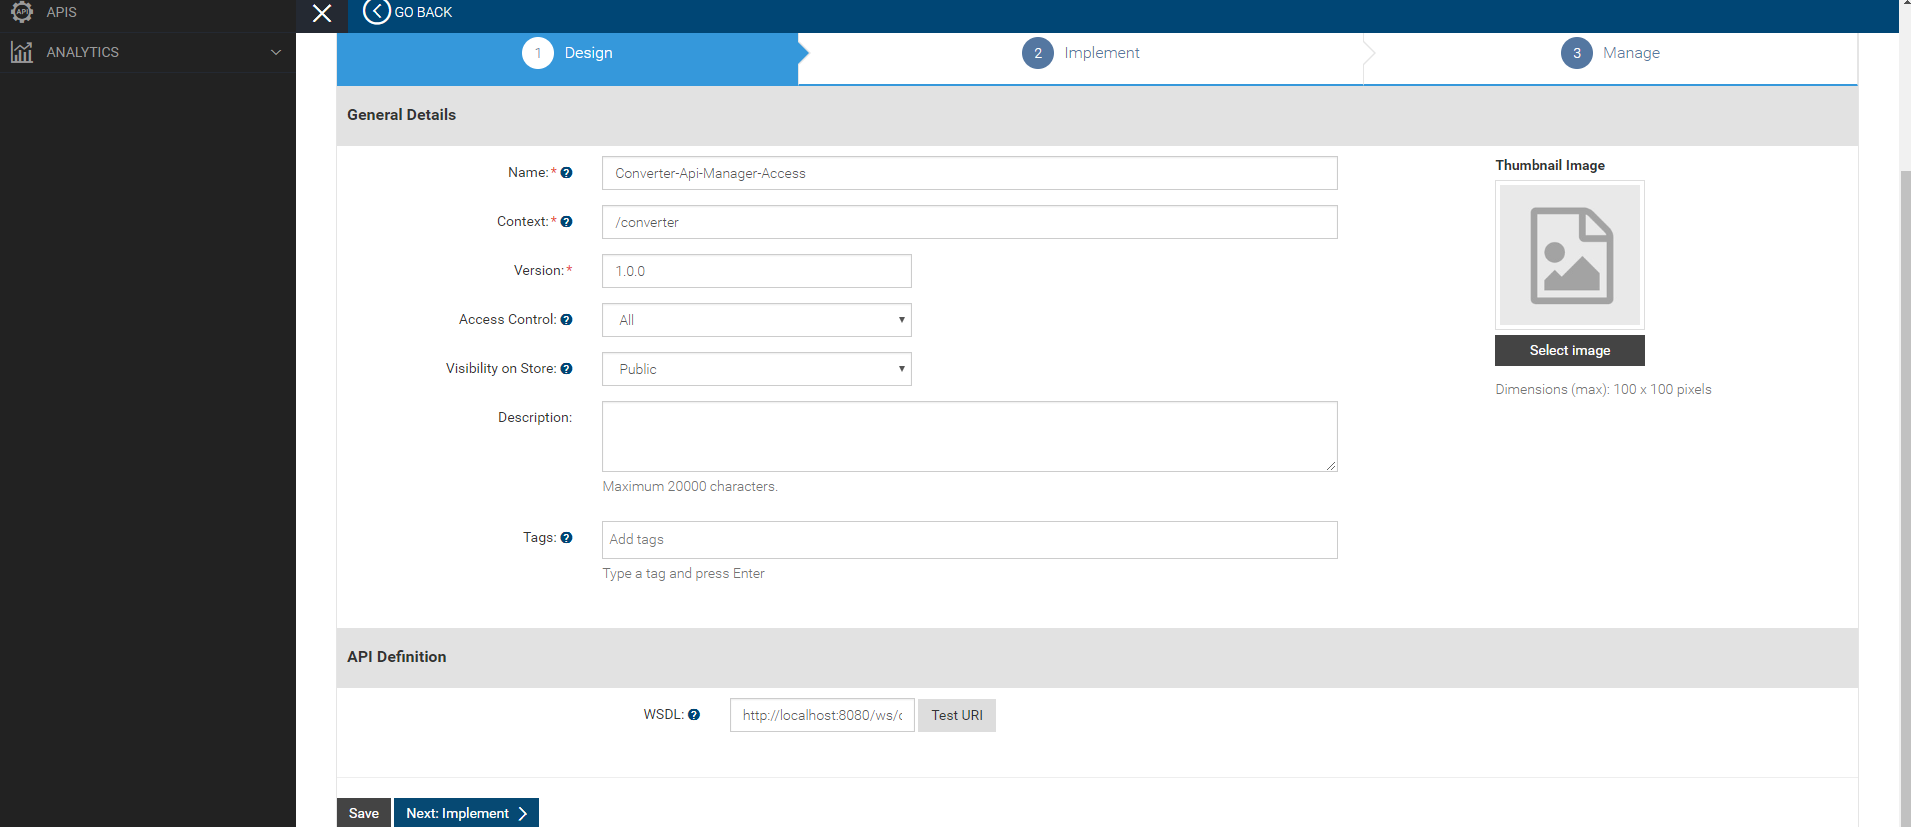 APIS
GO BACK
ANALYTICS
1 Design
2 Implement
3 Manage
General Details
Name:* ?
Converter-Api-Manager-Access
Thumbnail Image
Context:* ?
/converter
Version:*
1.0.0
Access Control: ?
All
Visibility on Store: ?
Public
Select image
Dimensions (max): 100 x 100 pixels
Description:
Maximum 20000 characters.
Tags: ?
Add tags
Type a tag and press Enter
API Definition
WSDL: ?
http://localhost:8080/ws/c
Test URI
Save
Next: Implement